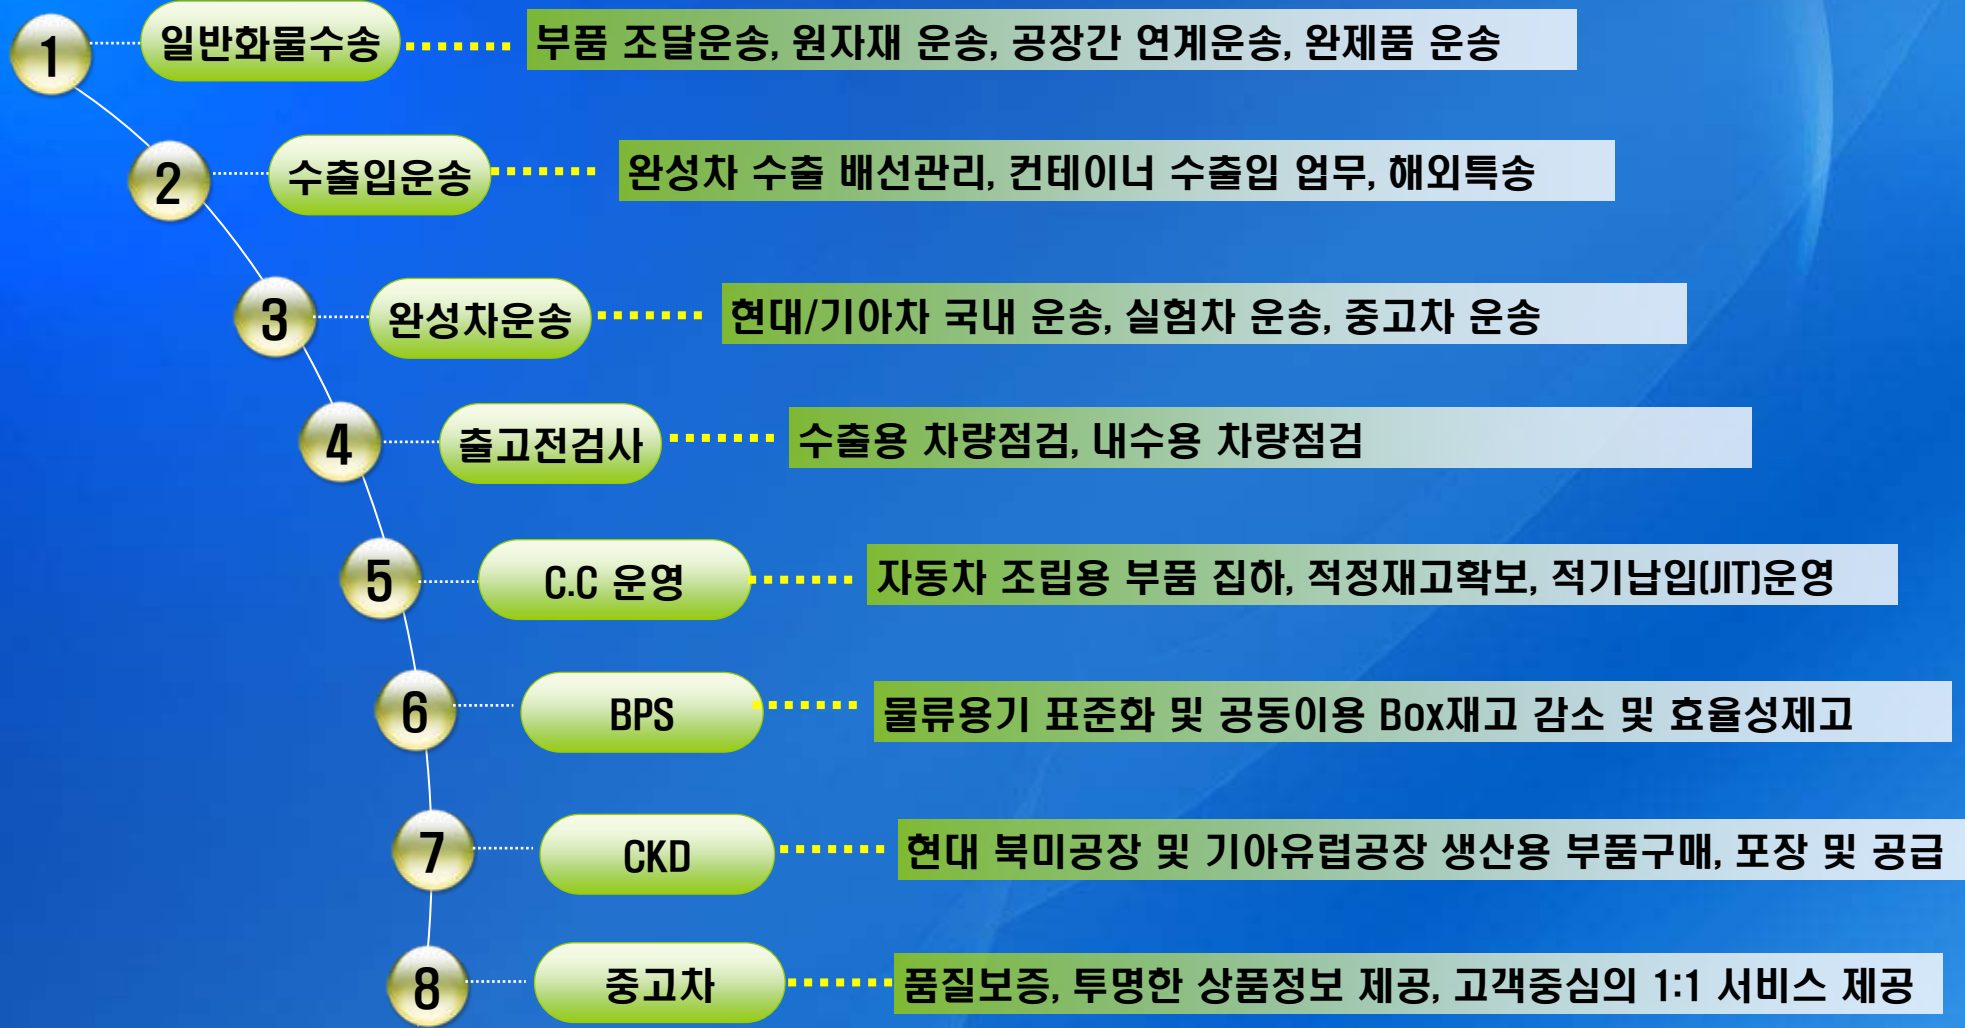 1 일반화물수송 부품 조달운송, 원자재 운송, 공장간 연계운송, 완제품 운송
2 수출입운송 완성차 수출 배선관리, 컨테이너 수출입 업무, 해외특송
3 완성차운송 현대/기아차 국내 운송, 실험차 운송, 중고차 운송
4 출고전검사 수출용 차량점검, 내수용 차량점검
5 C.C 운영 자동차 조립용 부품 집하, 적정재고확보, 적기납입(JIT)운영
6 BPS 물류용기 표준화 및 공동이용 Box재고 감소 및 효율성제고
7 CKD 현대 북미공장 및 기아유럽공장 생산용 부품구매, 포장 및 공급
8 중고차 품질보증, 투명한 상품정보 제공, 고객중심의 1:1 서비스 제공